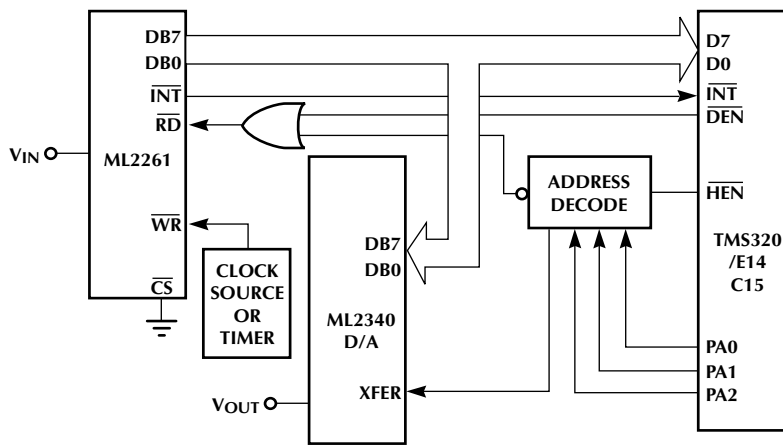 DB7
DB0
INT
RD
VIN
ML2261
WR
CS
CLOCK
SOURCE
OR
TIMER
DB7
DB0
ML2340
D/A
XFER
VOUT
ADDRESS
DECODE
D7
D0
INT
DEN
HEN
TMS320
/E14
C15
PA0
PA1
PA2